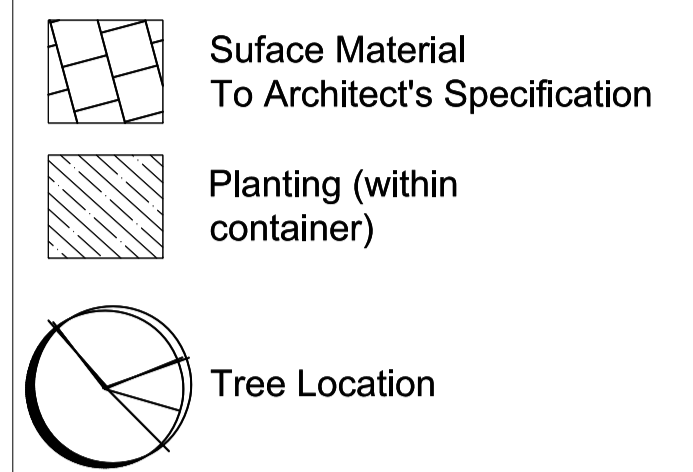 Suface Material
To Architect's Specification
Planting (within
container)
Tree Location